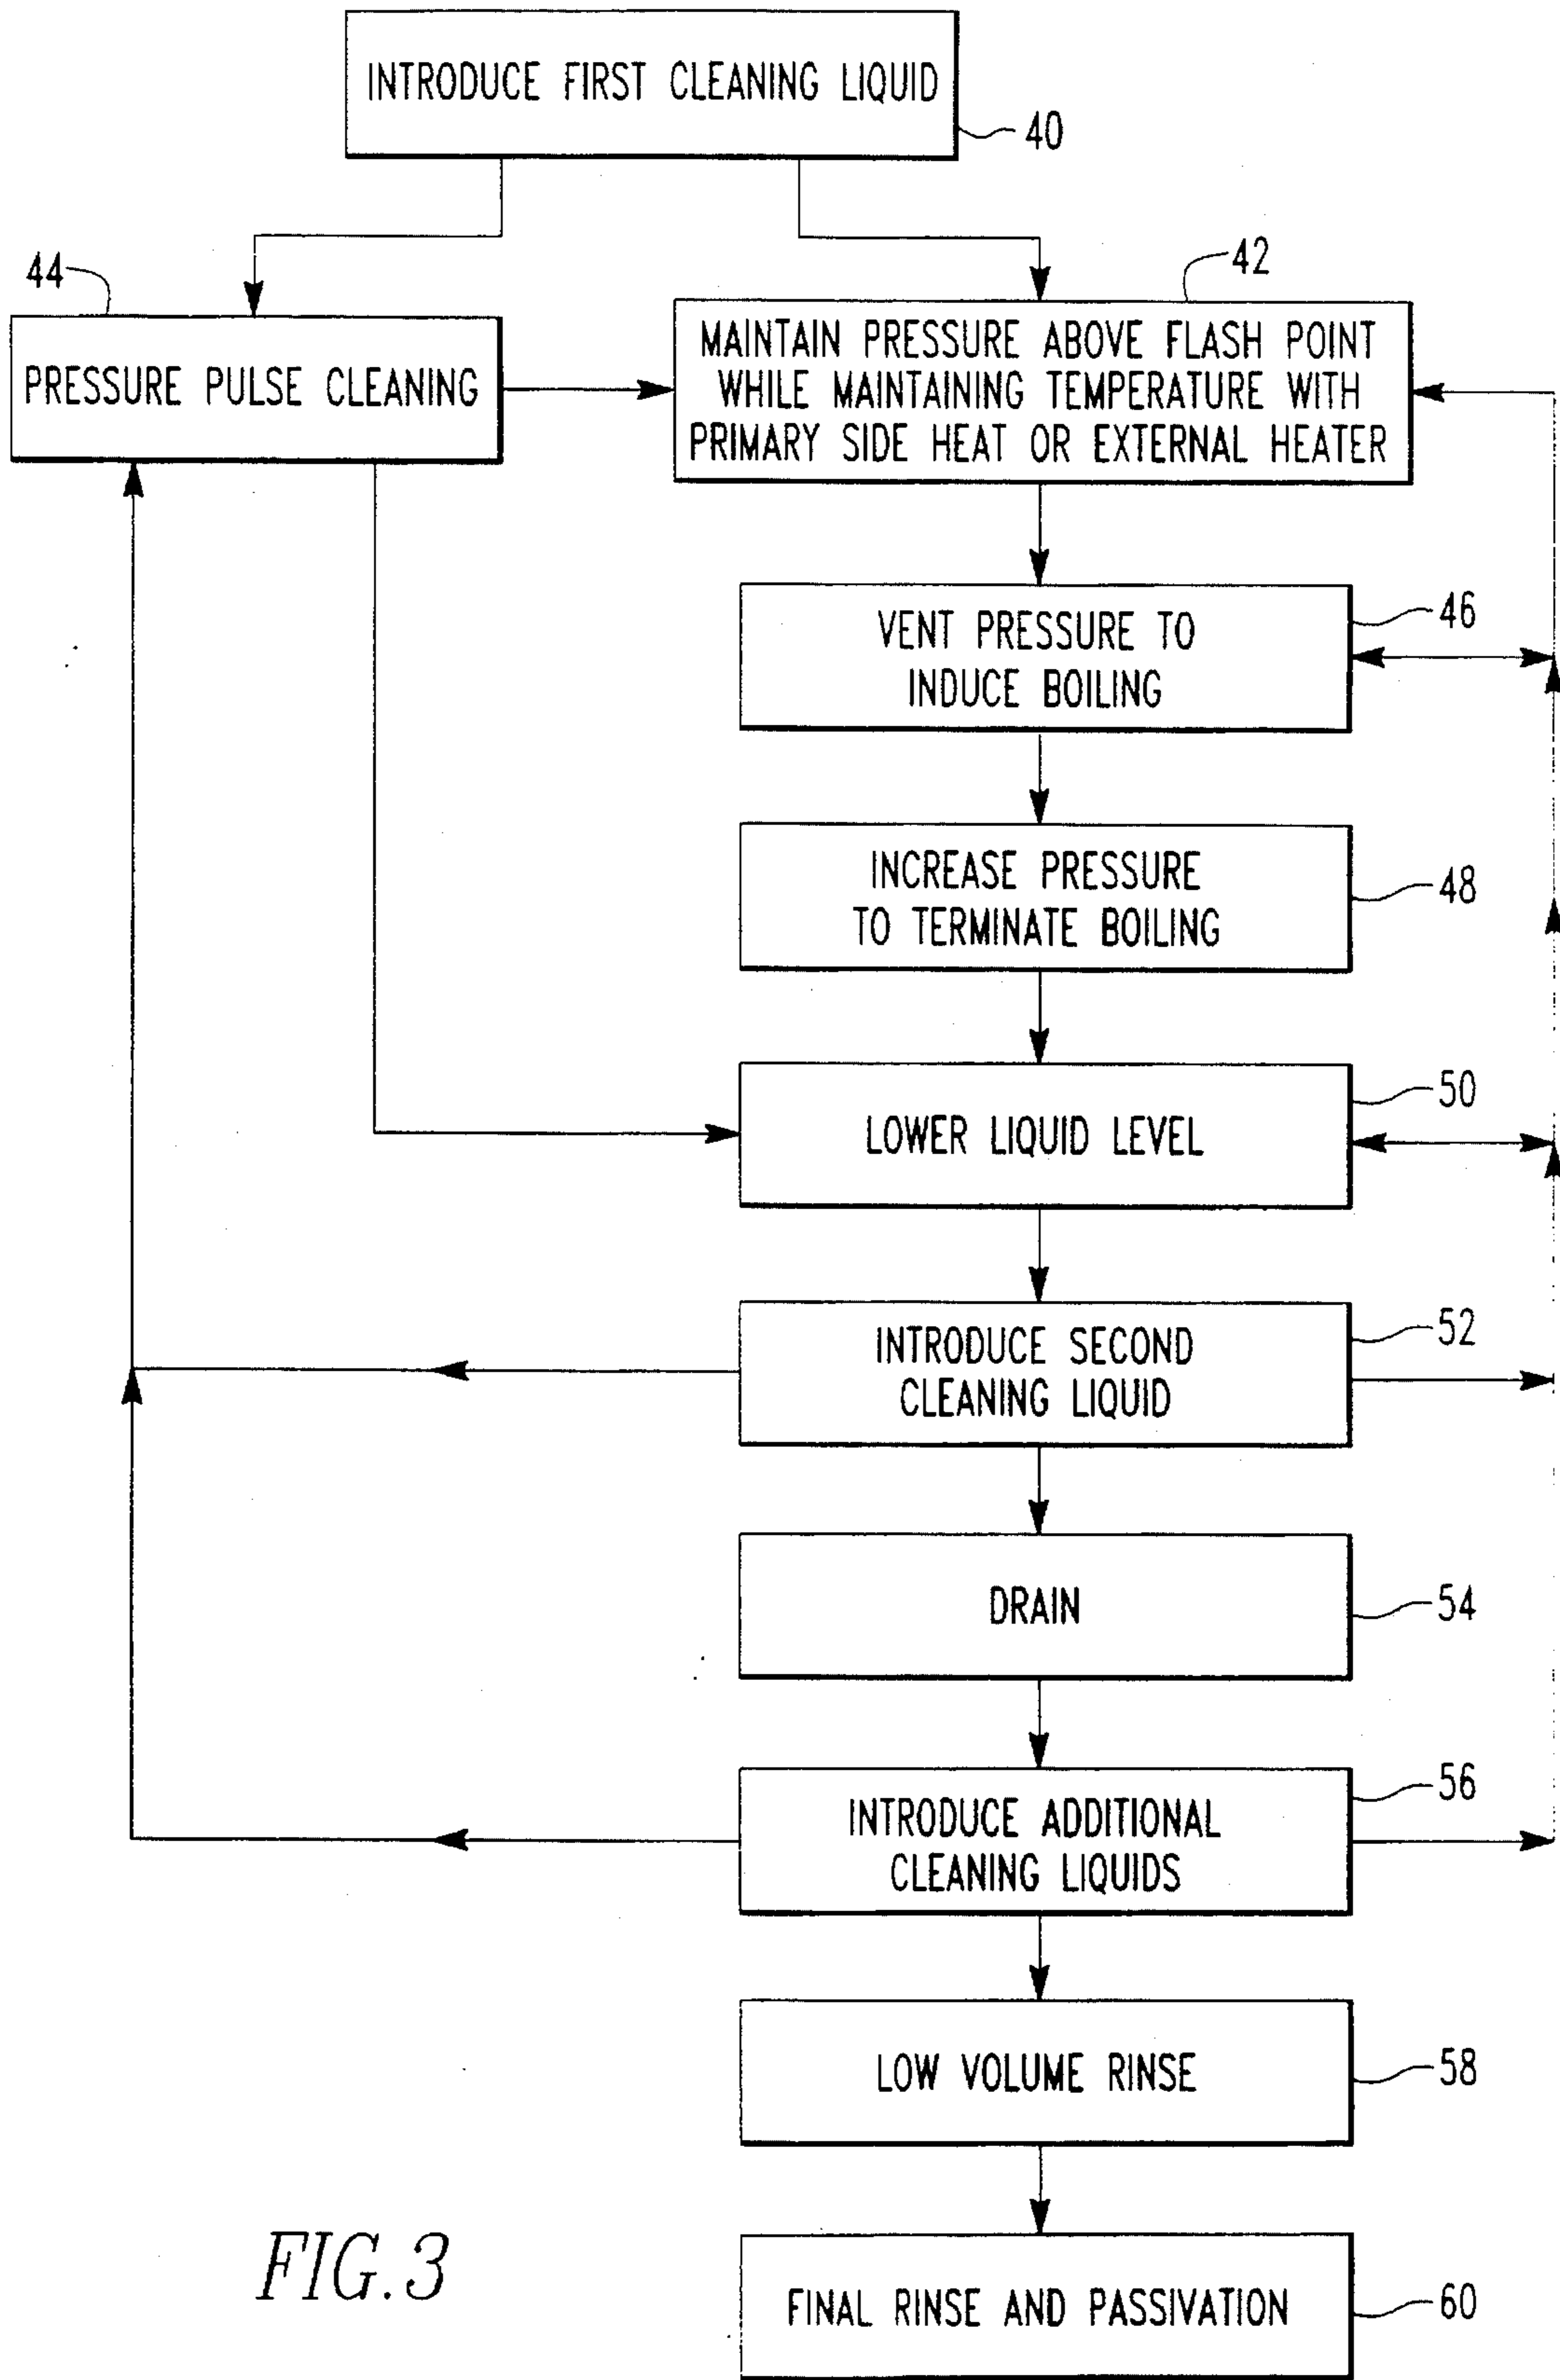 INTRODUCE FIRST CLEANING LIQUID
40
44
42
PRESSURE PULSE CLEANING
MAINTAIN PRESSURE ABOVE FLASH POINT
WHILE MAINTAINING TEMPERATURE WITH
PRIMARY SIDE HEAT OR EXTERNAL HEATER
46
VENT PRESSURE TO
INDUCE BOILING
48
INCREASE PRESSURE
TO TERMINATE BOILING
50
LOWER LIQUID LEVEL
52
INTRODUCE SECOND
CLEANING LIQUID
54
DRAIN
56
INTRODUCE ADDITIONAL
CLEANING LIQUIDS
58
LOW VOLUME RINSE
60
FINAL RINSE AND PASSIVATION
FIG.3